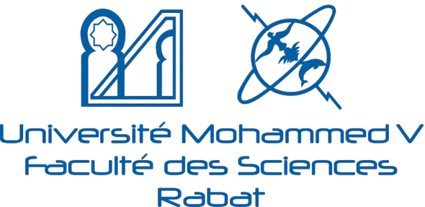 Université Mohammed V
Faculté des Sciences
Rabat